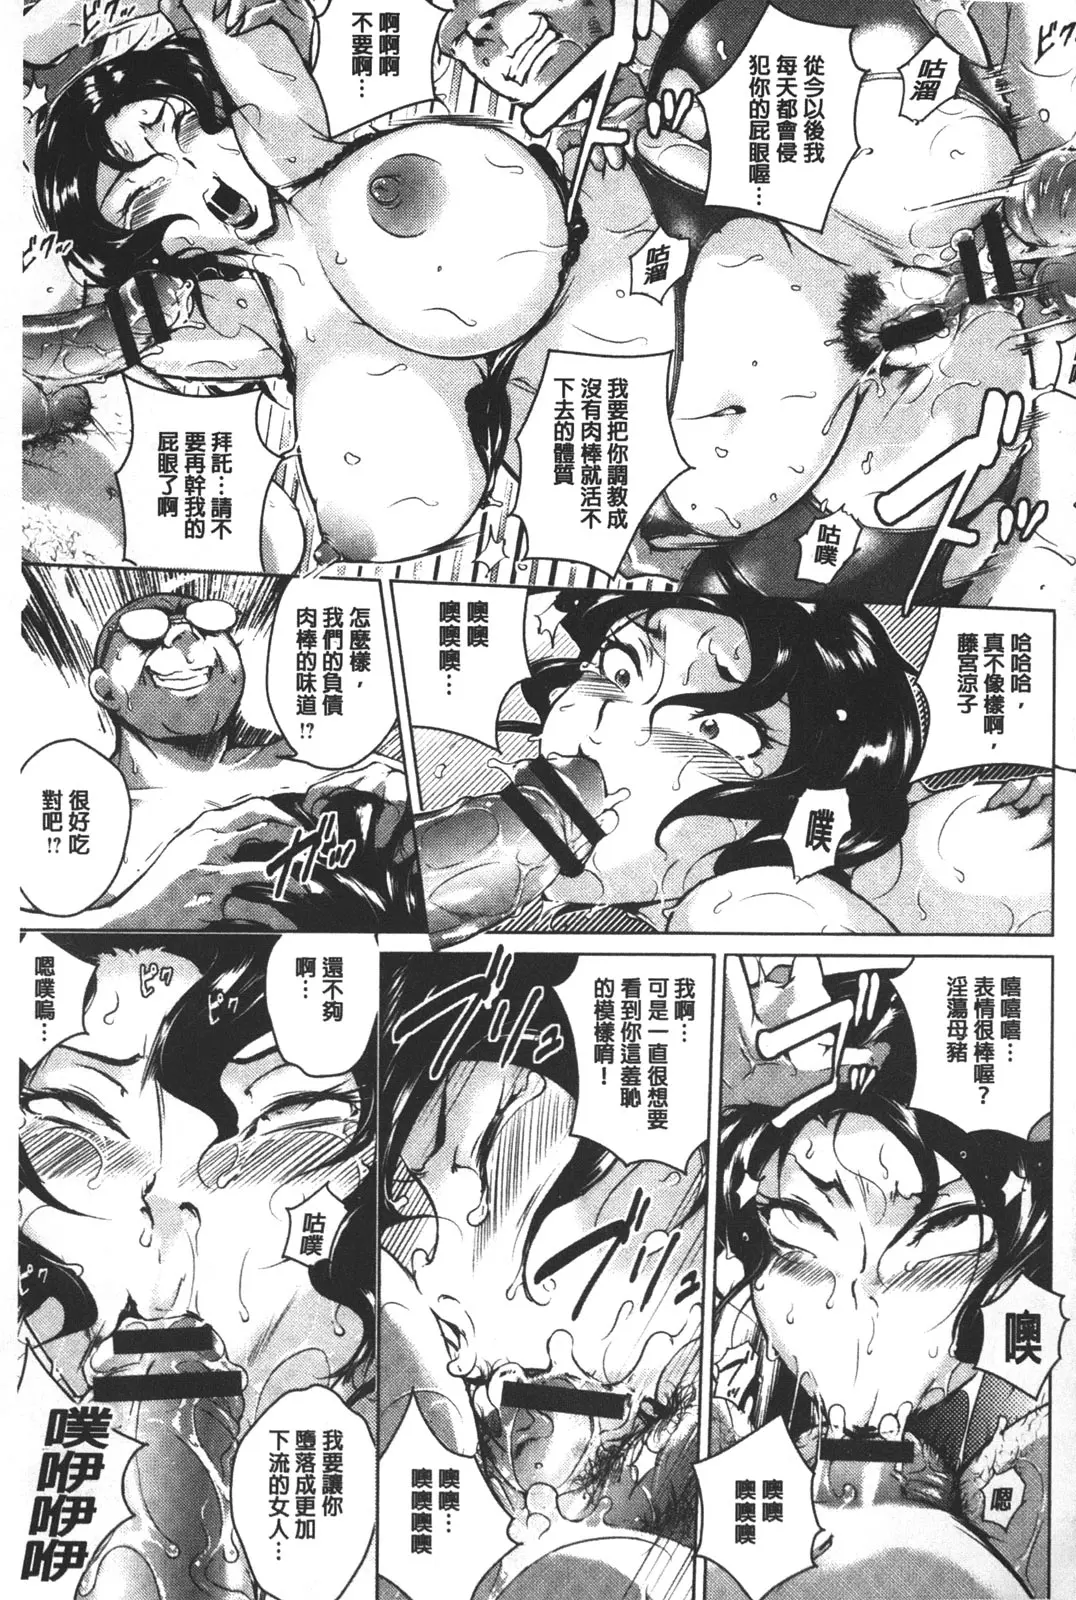 從今以後我
每天都會侵
犯你的屁眼喔…
咕溜
啊啊啊
不要啊…
咕溜
我要把你調教成
沒有肉棒就活不
下去的體質
咕噗
拜託…請不
要再幹我的
屁眼了啊
哈哈哈，
真不像樣啊，
藤宮涼子
噢噢
噢噢噢…
噗
怎麼樣，
我們的負債
肉棒的味道!?
很好吃
對吧!?
嘻嘻嘻…
表情很棒喔？
淫蕩母豬
噢
噢噢
噢噢噢
嗯
我啊…
可是一直很想要
看到你這羞恥
的模樣唷！
噢噢…
噢噢噢
還不夠
啊…
嗯噗嗚…
ピクッ
ピクッ
咕噗
我要讓你
墮落成更加
下流的女人…
噗咿咿咿